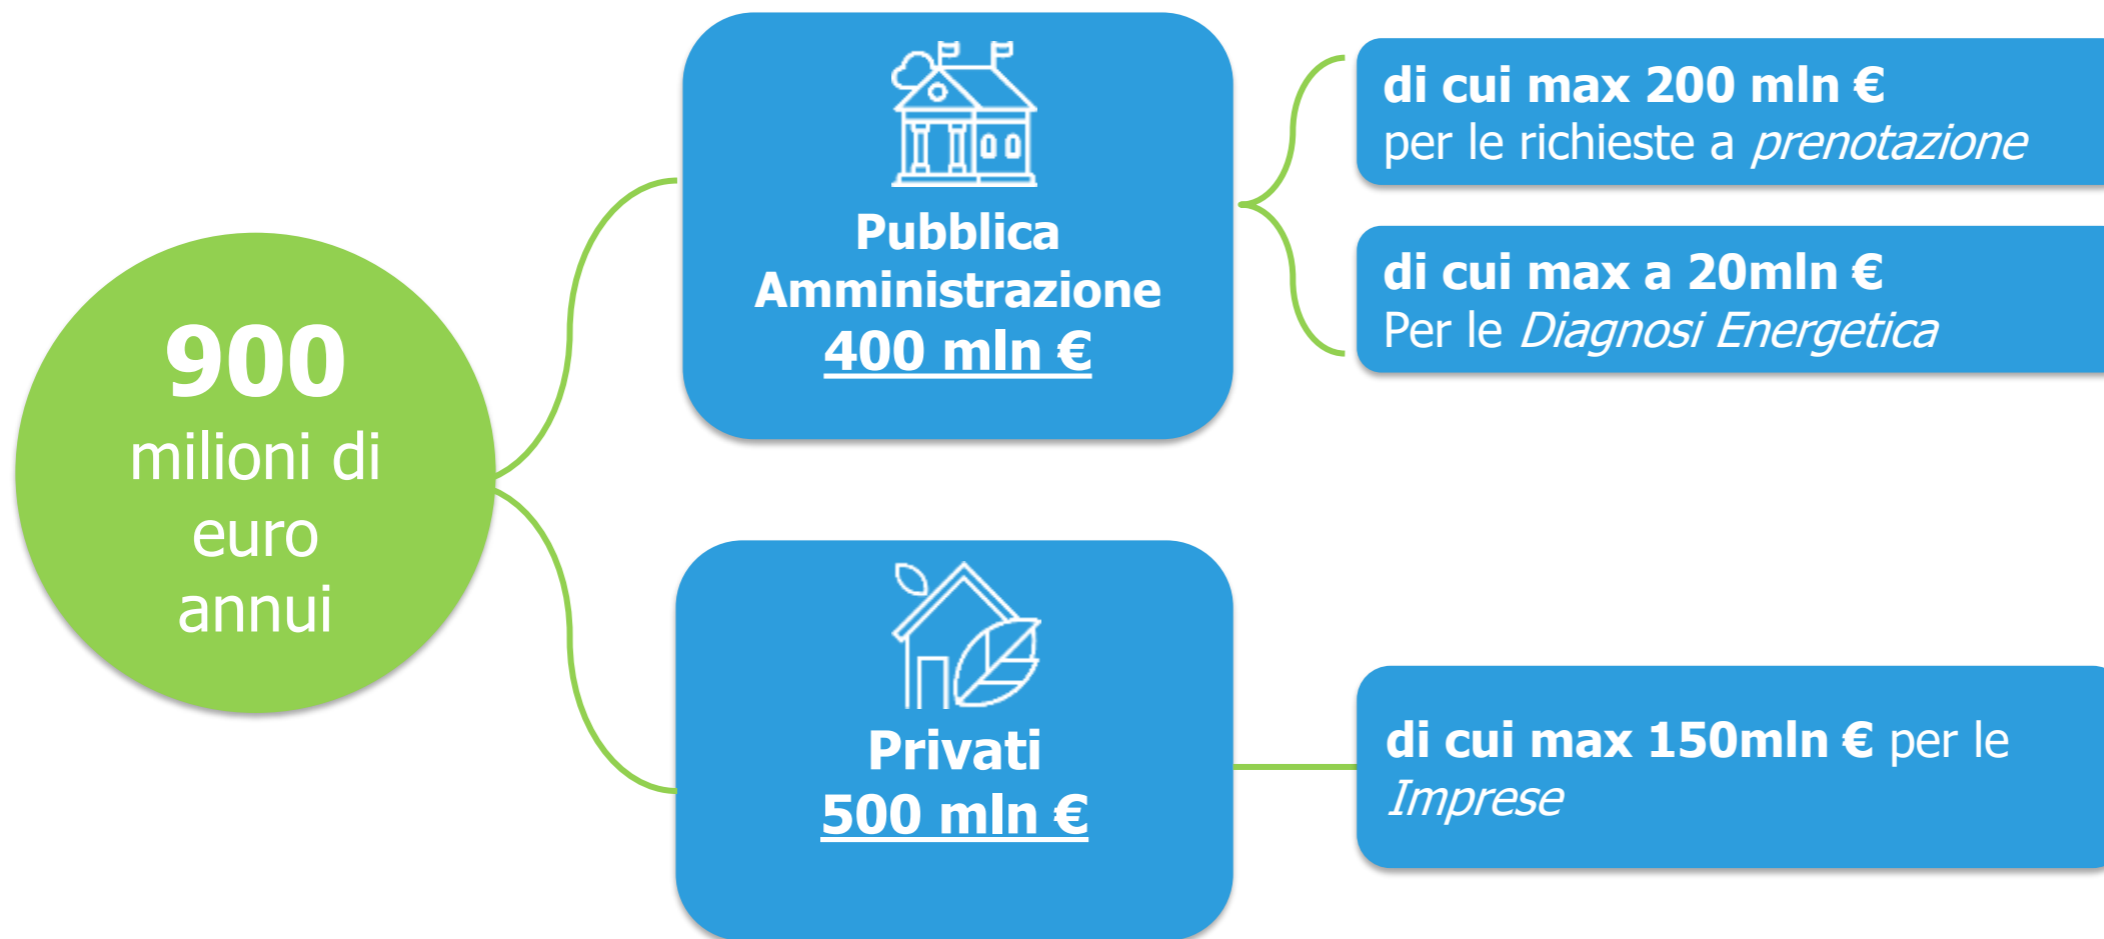 900
milioni di
euro
annui
Pubblica
Amministrazione
400 mln €
di cui max 200 mln €
per le richieste a prenotazione
di cui max a 20mln €
Per le Diagnosi Energetica
Privati
500 mln €
di cui max 150mln € per le
Imprese